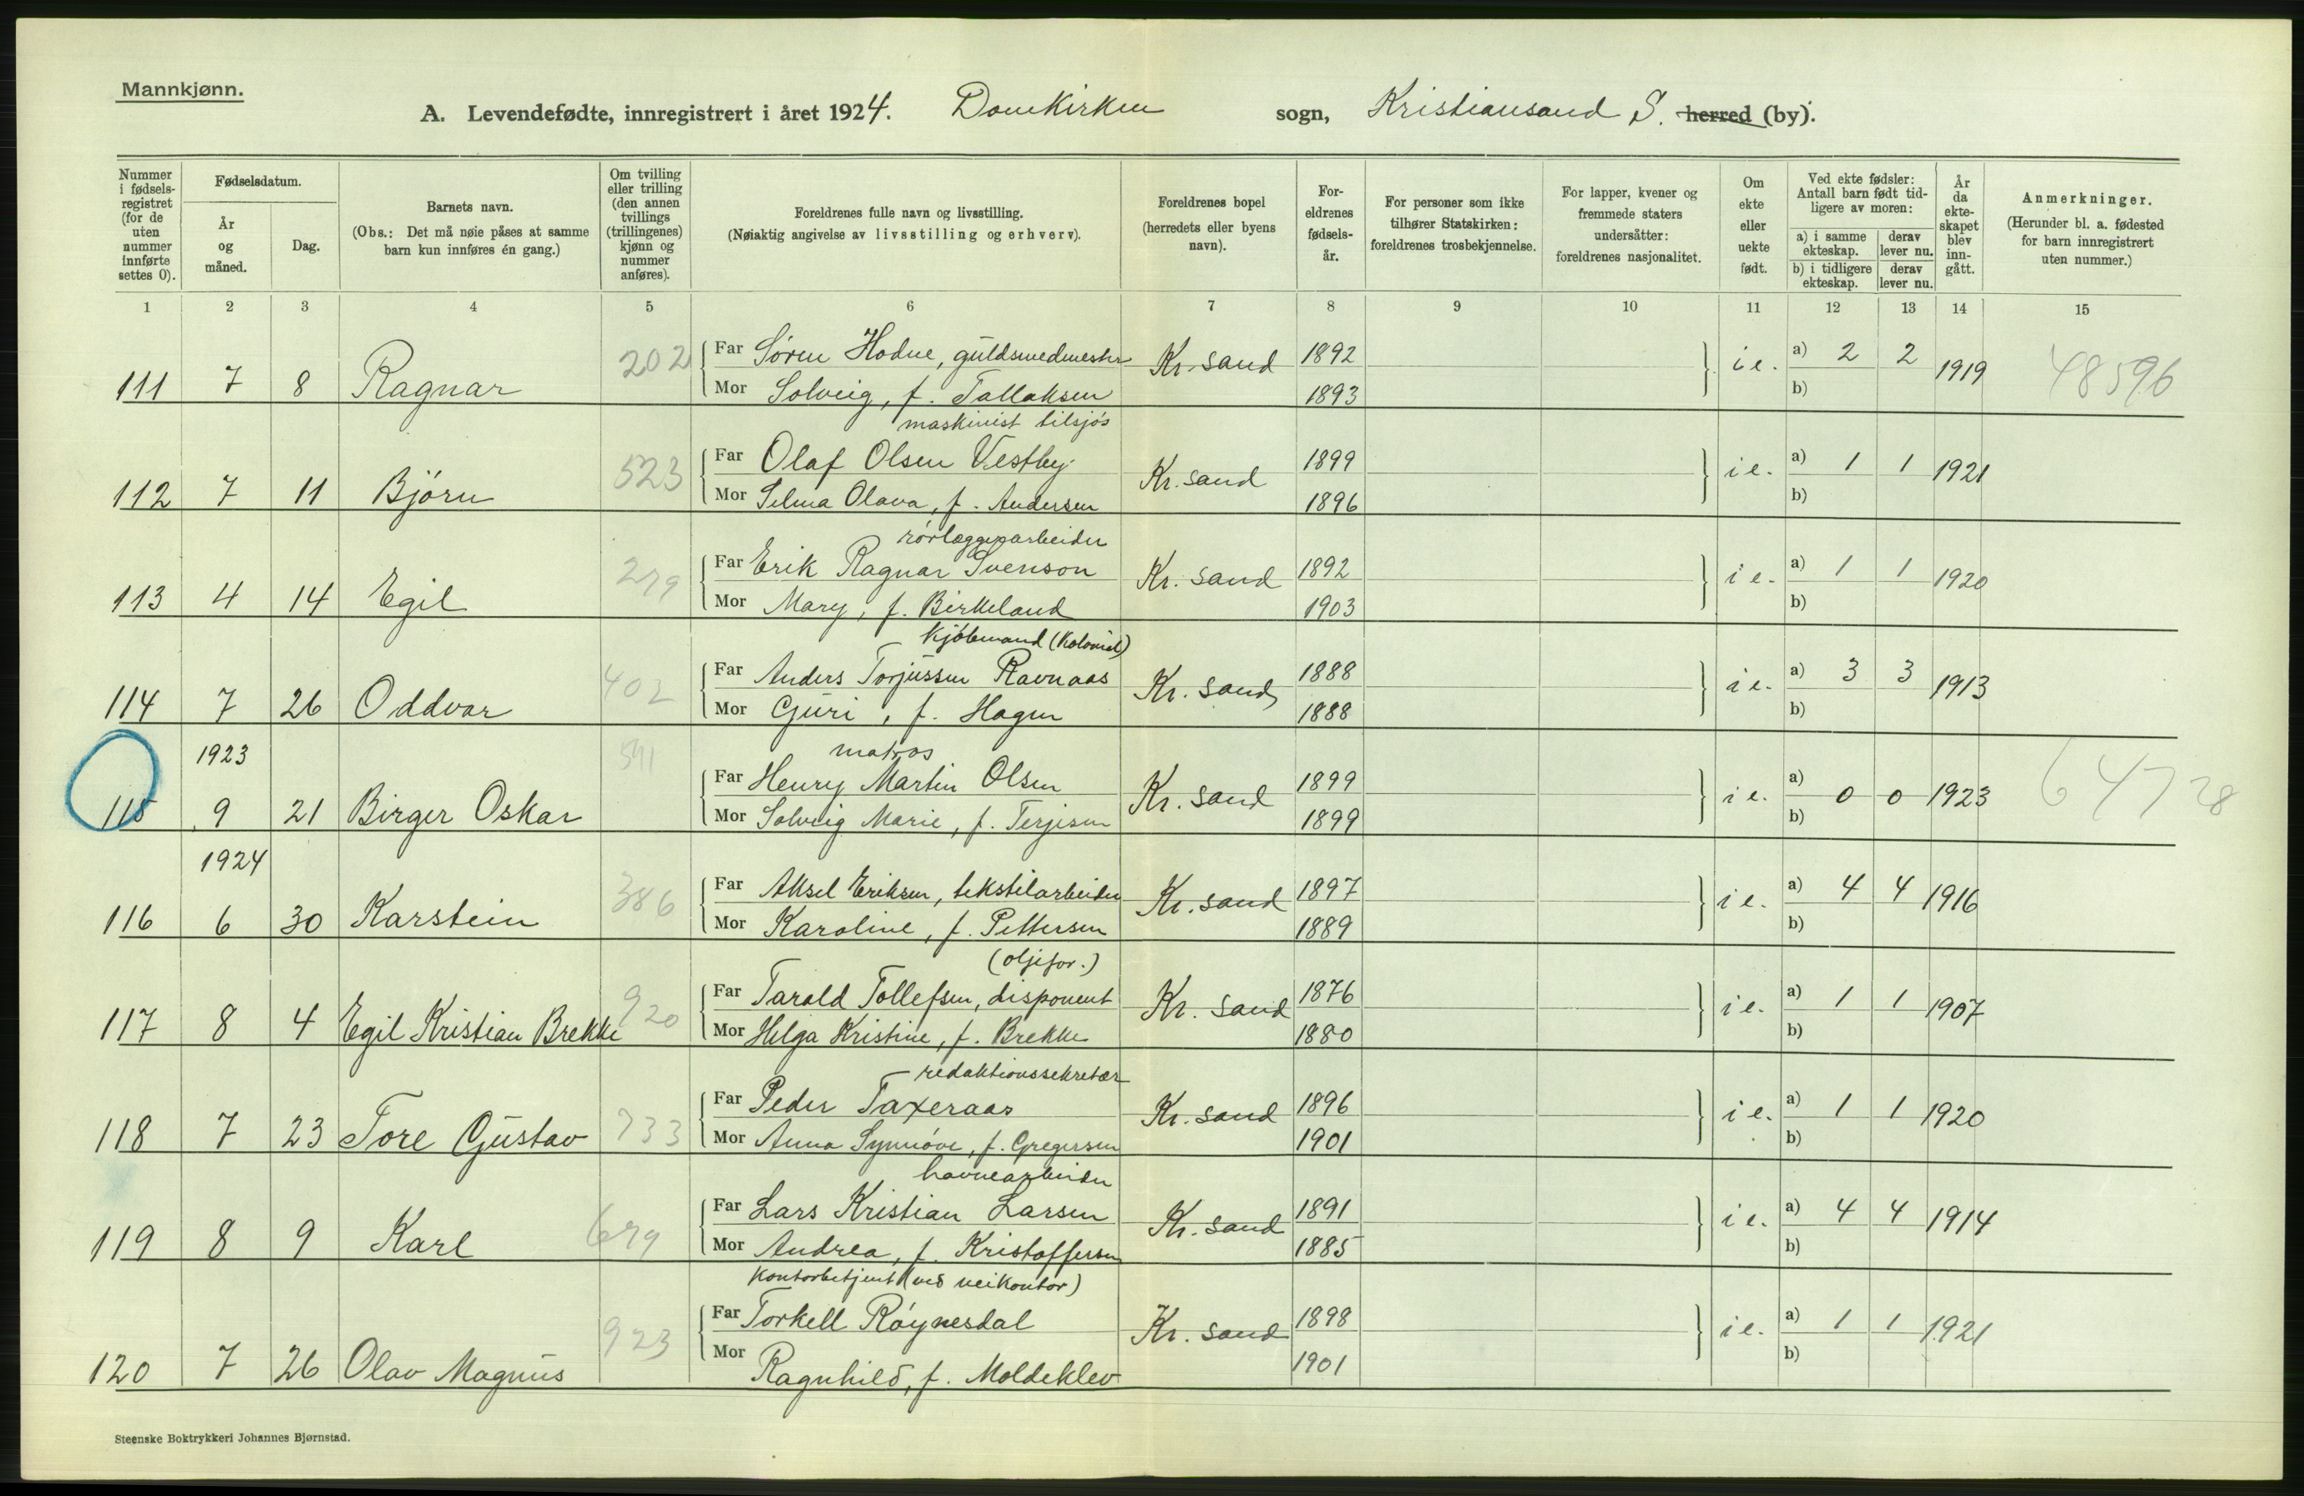 Mannkjønn.
A. Levendefødte, innregistrert i året 1924. Domkirken sogn, Kristiansand S. herred (by).
Nummer i fødselsregistret (for de uten nummer innførte settes 0).
Fødselsdatum.
År og måned.
Dag.
Barnets navn.
(Obs.: Det må nøie påses at samme barn kun innføres én gang.)
Om tvilling eller trilling (den annen tvillings (trillingenes) kjønn og nummer anføres).
Foreldrenes fulle navn og livsstilling.
(Nøiaktig angivelse av livsstilling og erhverv).
Foreldrenes bopel (herredets eller byens navn).
Foreldrenes fødselsår.
For personer som ikke tilhører Statskirken: foreldrenes trosbekjennelse.
For lapper, kvener og fremmede staters undersåtter: foreldrenes nasjonalitet.
Om ekte eller uekte født.
Ved ekte fødsler: Antall barn født tidligere av moren:
a) i samme ekteskap. derav lever nu.
b) i tidligere ekteskap. derav lever nu.
År da ekteskapet blev inngått.
Anmerkninger.
(Herunder bl. a. fødested for barn innregistrert uten nummer.)
1 2 3 4 5 6 7 8 9 10 11 12 13 14 15
202 Far Søren Hodne, guldsmedmester Kr. sand 1892 i e. a) 2 2 1919 48596
111 7 8 Ragnar Mor Solveig, f. Tallaksen 1893 b)
maskinist tilsjøs
523 Far Olaf Olsen Vestby Kr. sand 1899 i e. a) 1 1 1921
112 7 11 Bjørn Mor Selma Olava, f. Andersen 1896 b)
rørlæggerarbeider
279 Far Erik Ragnar Svenson Kr. sand 1892 i e. a) 1 1 1920
113 4 14 Egil Mor Mary, f. Birkeland 1903 b)
kjøbmand (kolonial)
402 Far Anders Torjussen Ravnaas Kr. sand 1888 i e. a) 3 3 1913
114 7 26 Oddvar Mor Guri, f. Hagen 1888 b)
1923 591 matros
Far Henry Martin Olsen Kr. sand 1899 i e. a) 0 0 1923 64728
115 9 21 Birger Oskar Mor Solveig Marie, f. Terjesen 1899 b)
1924
386 Far Aksel Eriksen, tekstilarbeider Kr. sand 1897 i e. a) 4 4 1916
116 6 30 Karstein Mor Karoline, f. Pettersen 1889 b)
(oljefor.)
920 Far Tarald Tollefsen, disponent Kr. sand 1876 i e. a) 1 1 1907
117 8 4 Egil Kristian Brekke Mor Helga Kristine, f. Brekke 1880 b)
redaktionssekretær
733 Far Peder Taxeraas Kr. sand 1896 i e. a) 1 1 1920
118 7 23 Tore Gustav Mor Anna Synnøve, f. Gregersen 1901 b)
havnearbeider
679 Far Lars Kristian Larsen Kr. sand 1891 i e. a) 4 4 1914
119 8 9 Karl Mor Andrea, f. Kristoffersen 1885 b)
kontorbetjent (ved veikontor)
923 Far Torkell Røynesdal Kr. sand 1898 i e. a) 1 1 1921
120 7 26 Olav Magnus Mor Ragnhild, f. Moldeklev 1901 b)
Steenske Boktrykkeri Johannes Bjørnstad.